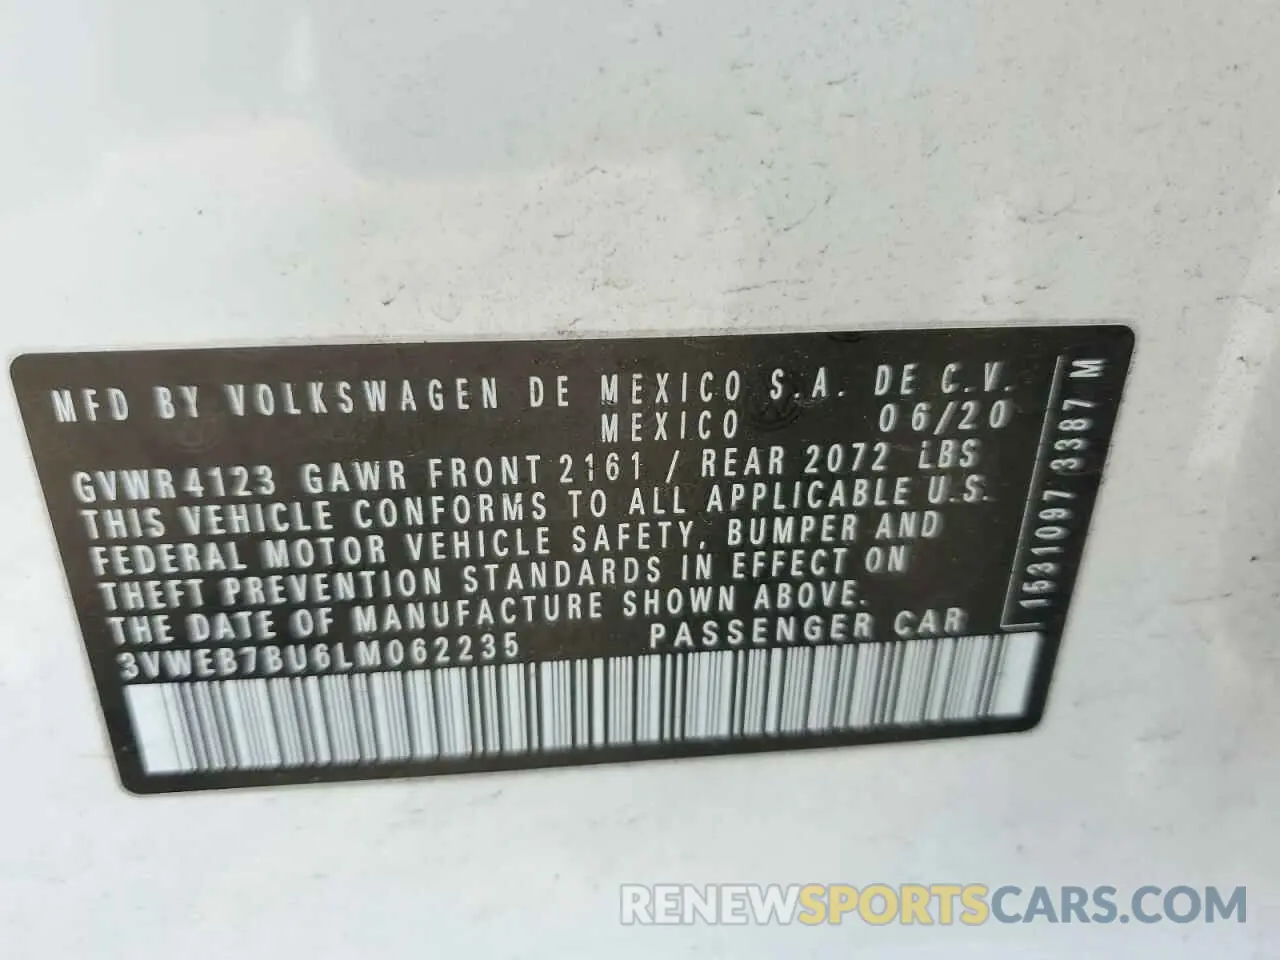 MFD BY VOLKSWAGEN DE MEXICO S.A. DE C.V.
MEXICO 06/20
GVWR 4123 GAWR FRONT 2161 / REAR 2072 LBS
THIS VEHICLE CONFORMS TO ALL APPLICABLE U.S.
FEDERAL MOTOR VEHICLE SAFETY, BUMPER AND
THEFT PREVENTION STANDARDS IN EFFECT ON
THE DATE OF MANUFACTURE SHOWN ABOVE.
3VWEB7BU6LM062235 PASSENGER CAR
1531097 3387 M
RENEWSPORTSCARS.COM